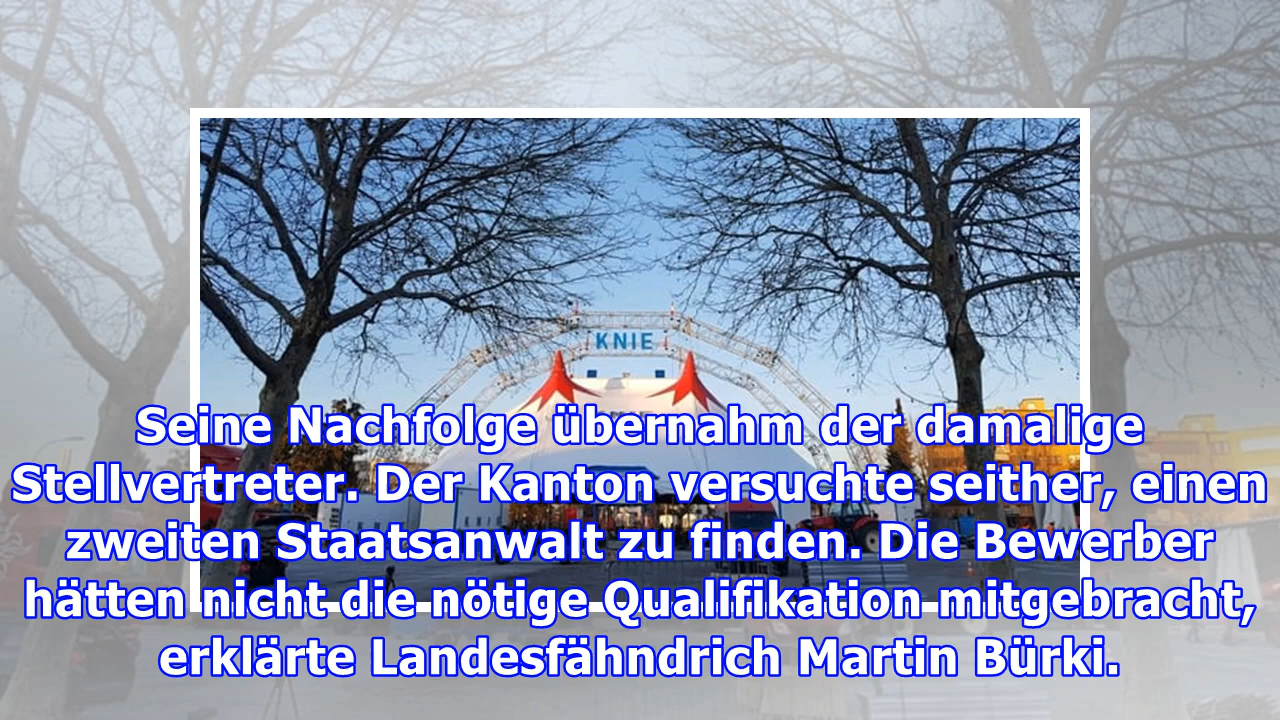 KNIE
Seine Nachfolge übernahm der damalige
Stellvertreter. Der Kanton versuchte seither, einen
zweiten Staatsanwalt zu finden. Die Bewerber
hätten nicht die nötige Qualifikation mitgebracht,
erklärte Landesfähndrich Martin Bürki.